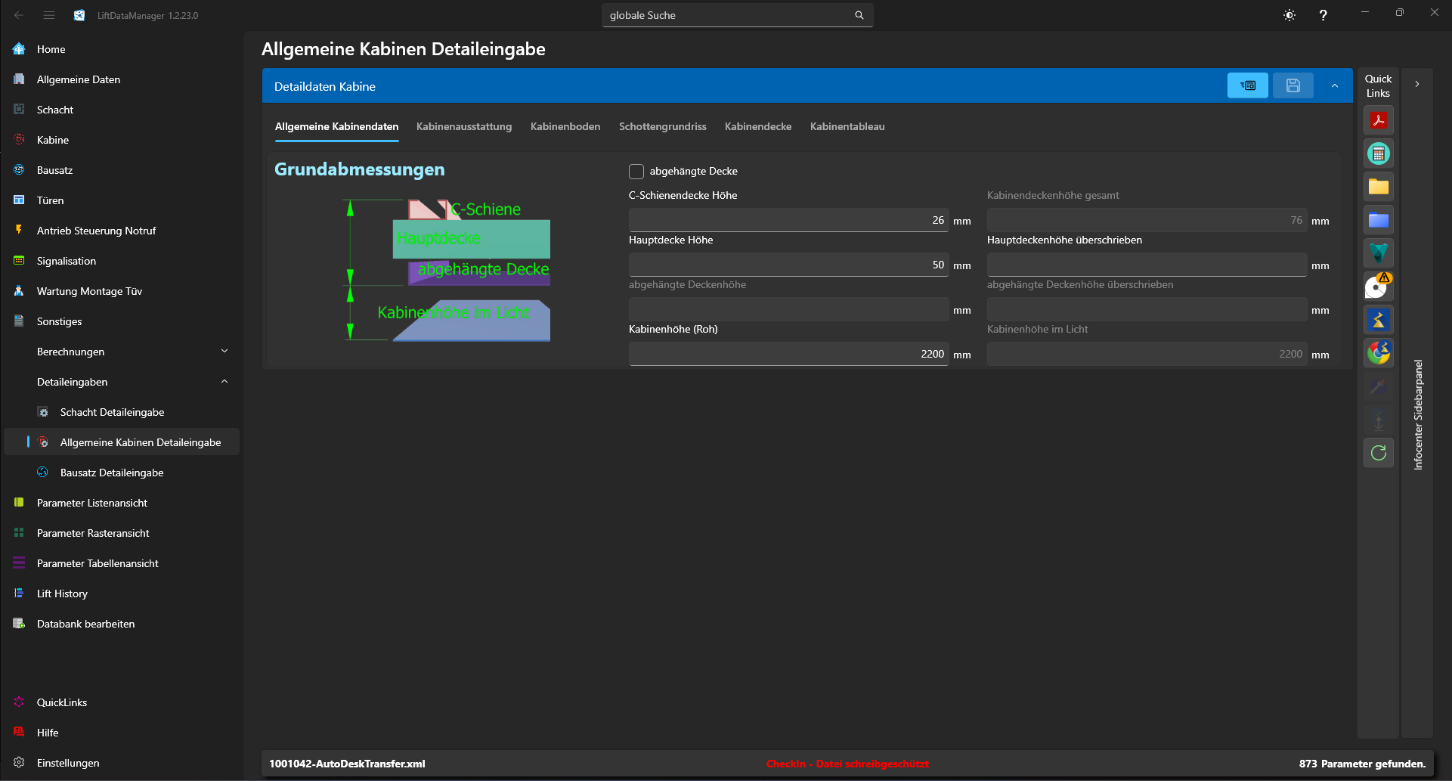 LiftDataManager 1.2.23.0
globale Suche
?
Home
Allgemeine Daten
Schacht
Kabine
Bausatz
Türen
Antrieb Steuerung Notruf
Signalisation
Wartung Montage Tüv
Sonstiges
Berechnungen
Detaileingaben
Schacht Detaileingabe
Allgemeine Kabinen Detaileingabe
Bausatz Detaileingabe
Parameter Listenansicht
Parameter Rasteransicht
Parameter Tabellenansicht
Lift History
Databank bearbeiten
QuickLinks
Hilfe
Einstellungen
Allgemeine Kabinen Detaileingabe
Detaildaten Kabine
Allgemeine Kabinendaten Kabinenausstattung Kabinenboden Schottengrundriss Kabinendecke Kabinentableau
Grundabmessungen
C-Schiene
Hauptdecke
abgehängte Decke
Kabinenhöhe im Licht
abgehängte Decke
C-Schienendecke Höhe Kabinendeckenhöhe gesamt
26 mm 76 mm
Hauptdecke Höhe Hauptdeckenhöhe überschrieben
50 mm mm
abgehängte Deckenhöhe abgehängte Deckenhöhe überschrieben
mm mm
Kabinenhöhe (Roh) Kabinenhöhe im Licht
2200 mm 2200 mm
Quick
Links
Infocenter Sidebarpanel
1001042-AutoDeskTransfer.xml CheckIn - Datei schreibgeschützt 873 Parameter gefunden.